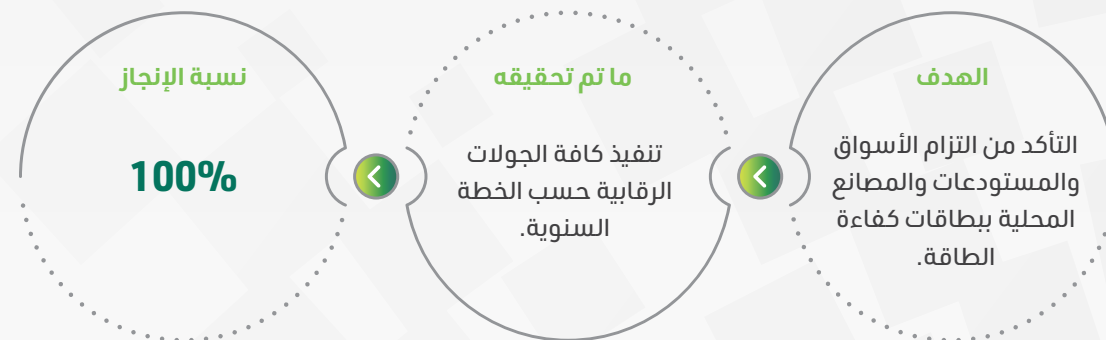 الهدف
التأكد من التزام الأسواق
والمستودعات والمصانع
المحلية ببطاقات كفاءة
الطاقة.
ما تم تحقيقه
تنفيذ كافة الجولات
الرقابية حسب الخطة
السنوية.
نسبة الإنجاز
100%